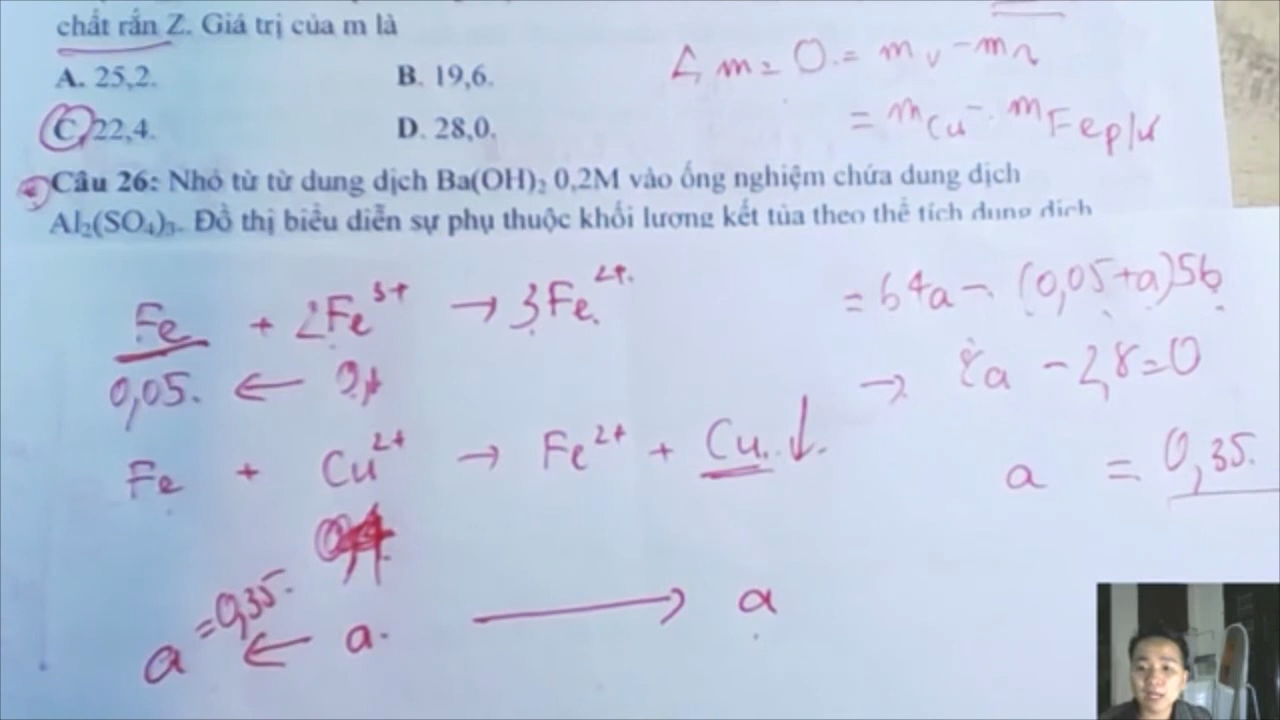 chất rắn Z. Giá trị của m là
A. 25,2.
B. 19,6.
C. 22,4.
D. 28,0.
Δm = 0 = mv - mr
= mCu - mFe p/ư
Câu 26: Nhỏ từ từ dung dịch Ba(OH)₂ 0,2M vào ống nghiệm chứa dung dịch
Al₂(SO₄)₃. Đồ thị biểu diễn sự phụ thuộc khối lượng kết tủa theo thể tích dung dịch
Fe + 2Fe³⁺ → 3Fe²⁺
0,05. ← 0,1
Fe + Cu²⁺ → Fe²⁺ + Cu↓
a = 0,35. ← a. → a
= 64a - (0,05+a)56
→ 8a - 2,8 = 0
a = 0,35.